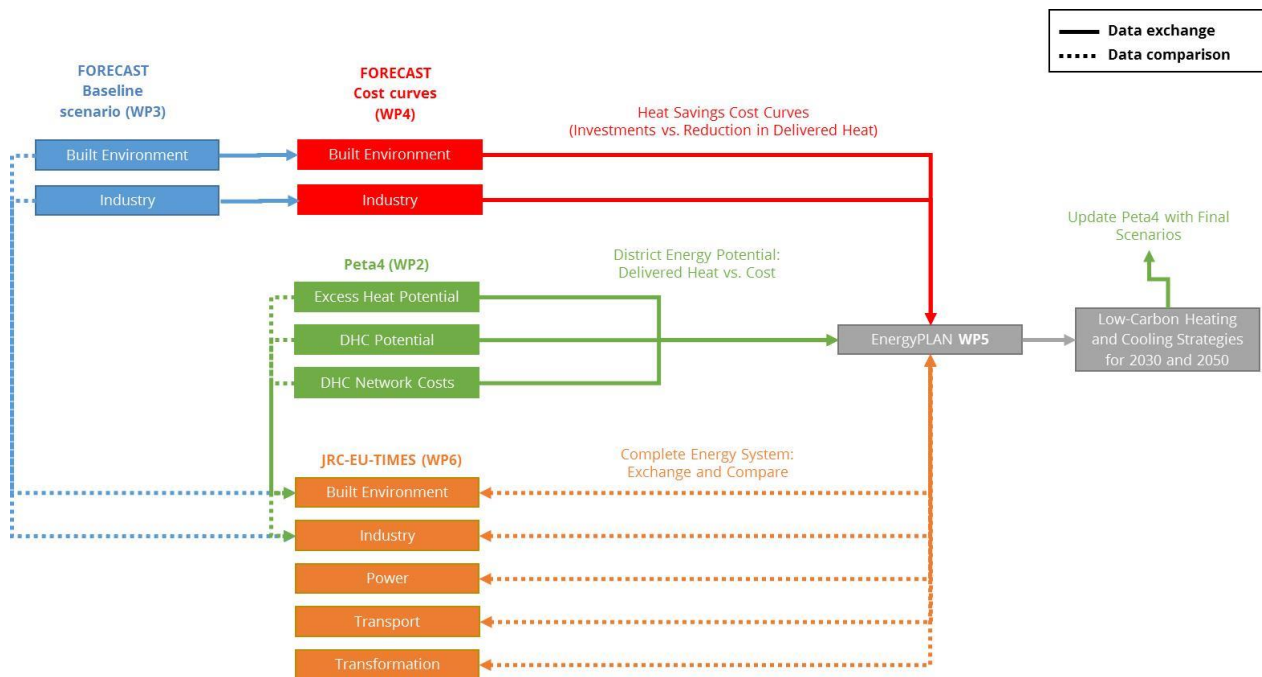 Data exchange
Data comparison
FORECAST
Baseline
scenario (WP3)
Built Environment
Industry
FORECAST
Cost curves
(WP4)
Built Environment
Industry
Heat Savings Cost Curves
(Investments vs. Reduction in Delivered Heat)
Peta4 (WP2)
Excess Heat Potential
DHC Potential
DHC Network Costs
District Energy Potential:
Delivered Heat vs. Cost
Update Peta4 with Final
Scenarios
EnergyPLAN WP5
Low-Carbon Heating
and Cooling Strategies
for 2030 and 2050
JRC-EU-TIMES (WP6)
Built Environment
Industry
Power
Transport
Transformation
Complete Energy System:
Exchange and Compare